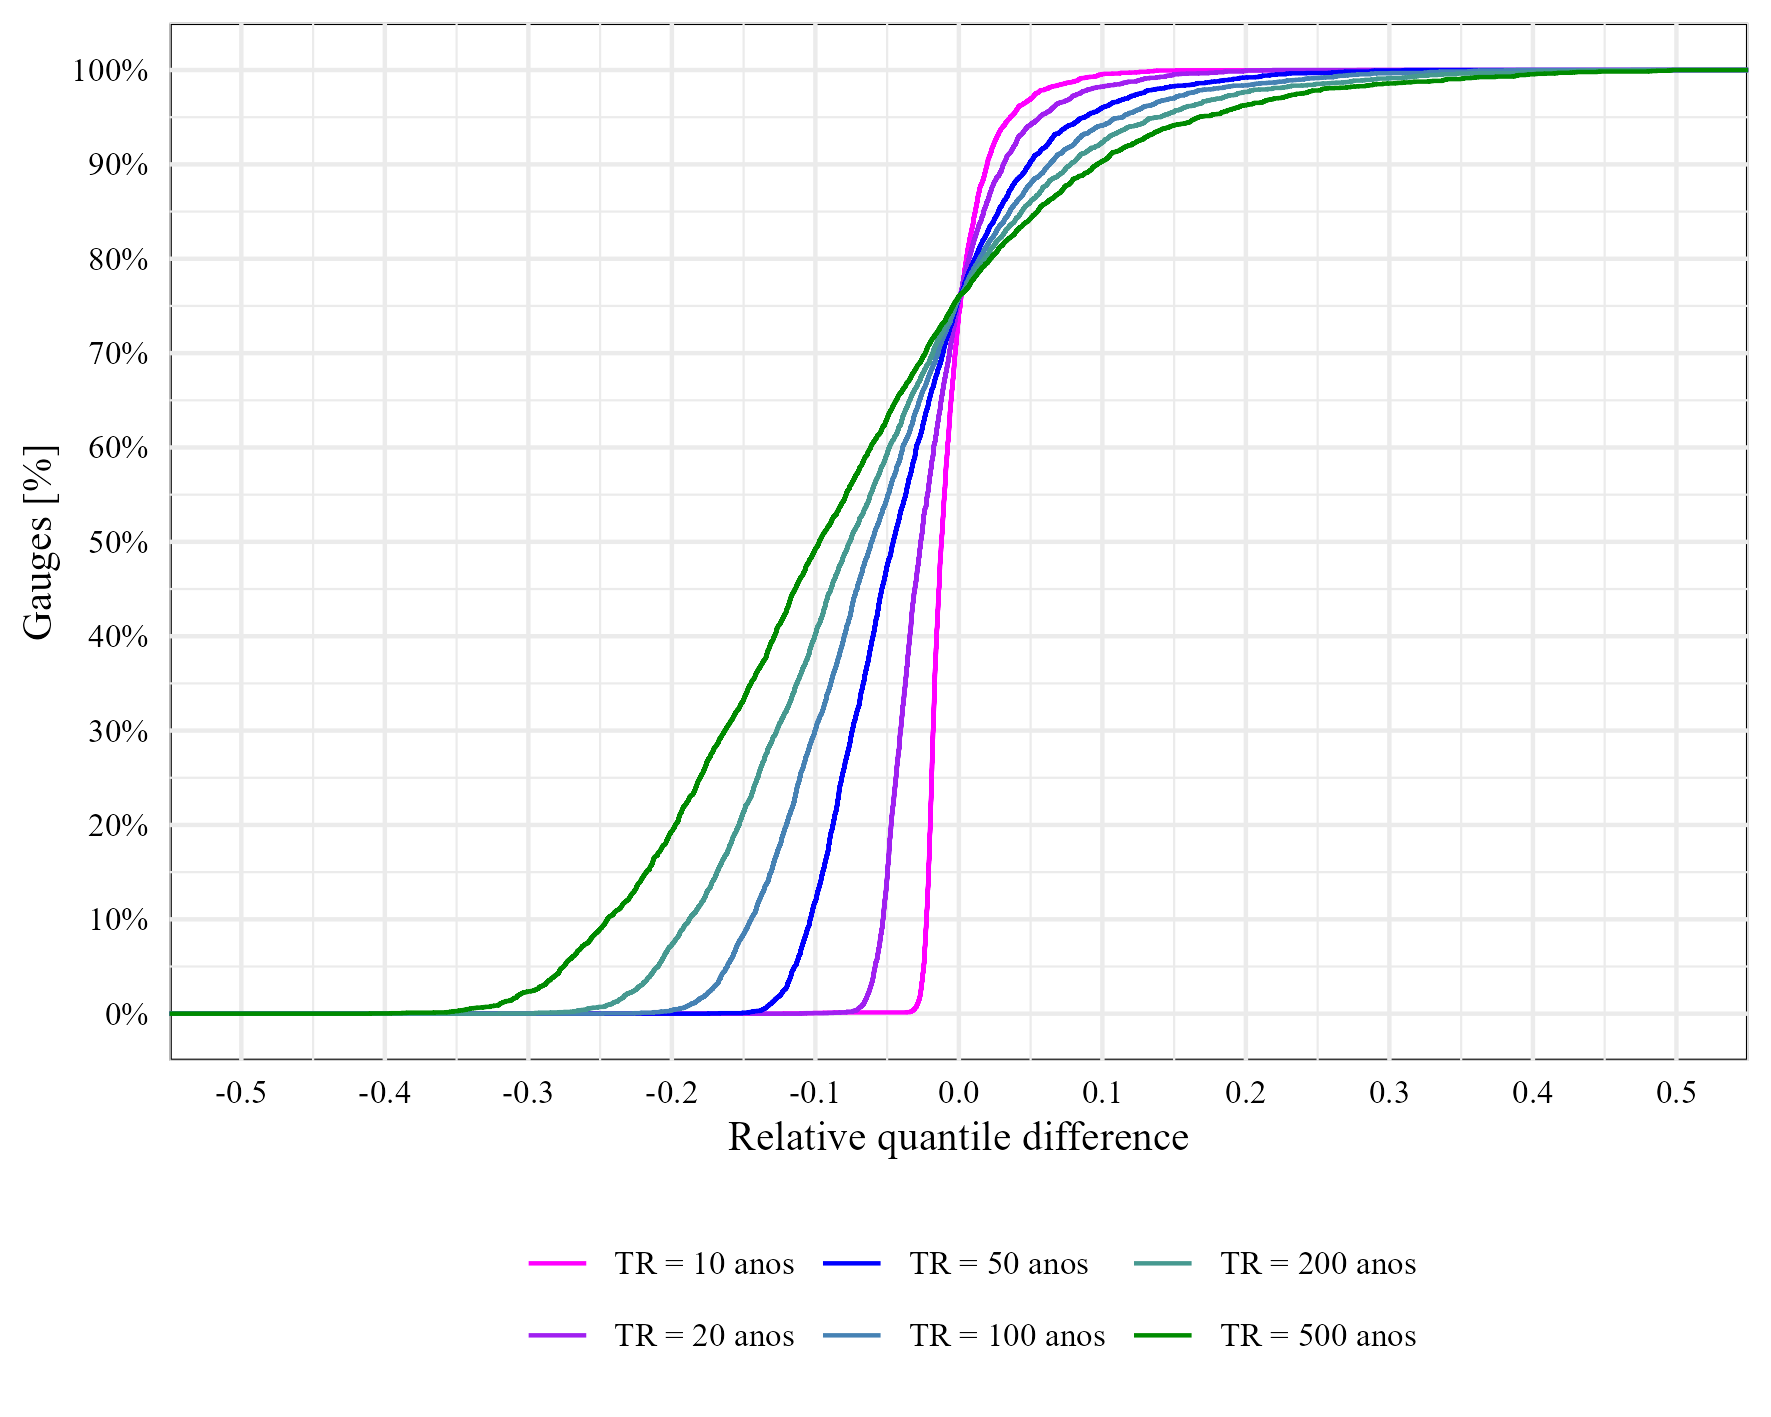 100%
90%
80%
70%
60%
50%
40%
30%
20%
10%
0%
Gauges [%]
-0.5 -0.4 -0.3 -0.2 -0.1 0.0 0.1 0.2 0.3 0.4 0.5
Relative quantile difference
TR = 10 anos TR = 50 anos TR = 200 anos
TR = 20 anos TR = 100 anos TR = 500 anos